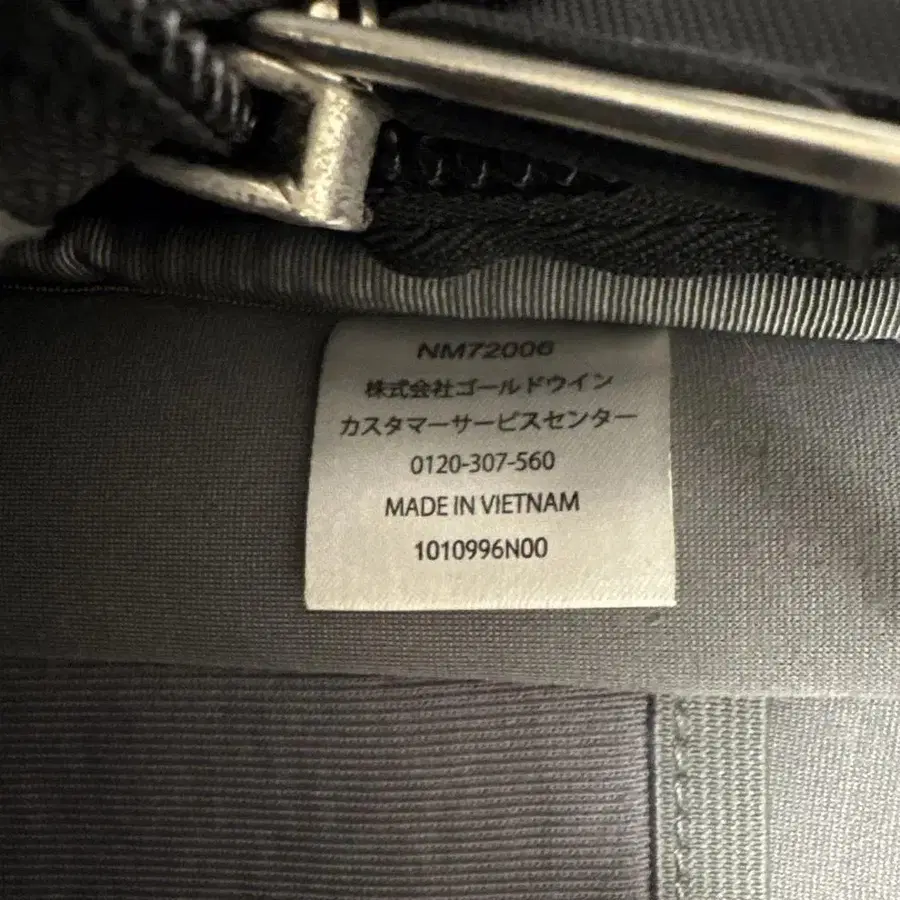 NM72006
株式会社ゴールドウイン
カスタマーサービスセンター
0120-307-560
MADE IN VIETNAM
1010996N00